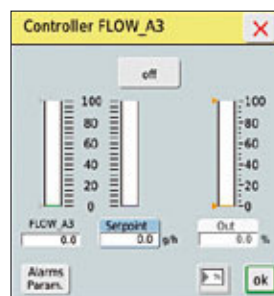 Controller FLOW_A3
off
100 100 100
80 80 80
60 60 60
40 40 40
20 20 20
0 0 0
FLOW_A3 Setpoint Out
0.0 0.0 g/h 0.0 %
Alarms
Param.
%
ok